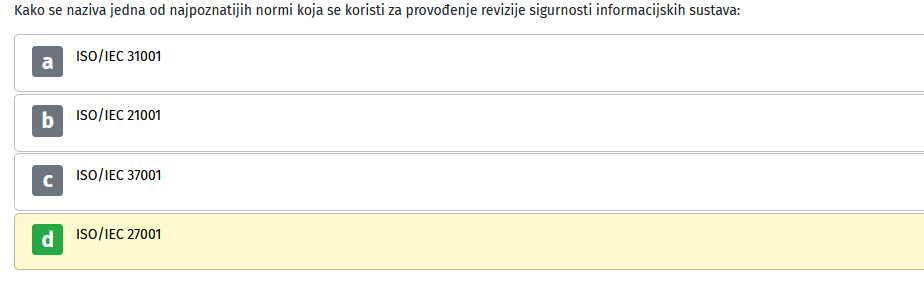 Kako se naziva jedna od najpoznatijih normi koja se koristi za provođenje revizije sigurnosti informacijskih sustava:
a ISO/IEC 31001
b ISO/IEC 21001
c ISO/IEC 37001
d ISO/IEC 27001